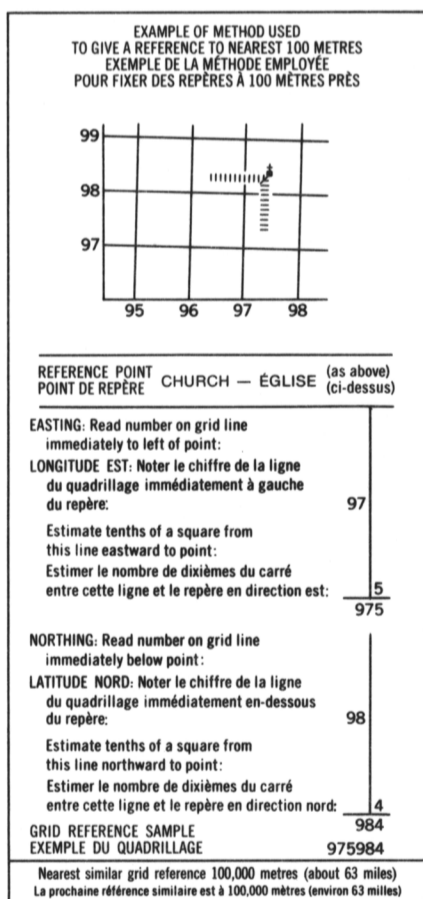 EXAMPLE OF METHOD USED
TO GIVE A REFERENCE TO NEAREST 100 METRES
EXEMPLE DE LA MÉTHODE EMPLOYÉE
POUR FIXER DES REPÈRES À 100 MÈTRES PRÈS
99
98
97
95 96 97 98
REFERENCE POINT
POINT DE REPÈRE CHURCH — ÉGLISE (as above)
(ci-dessus)
EASTING: Read number on grid line
immediately to left of point:
LONGITUDE EST: Noter le chiffre de la ligne
du quadrillage immédiatement à gauche
du repère: 97
Estimate tenths of a square from
this line eastward to point:
Estimer le nombre de dixièmes du carré
entre cette ligne et le repère en direction est: 5
975
NORTHING: Read number on grid line
immediately below point:
LATITUDE NORD: Noter le chiffre de la ligne
du quadrillage immédiatement en-dessous
du repère: 98
Estimate tenths of a square from
this line northward to point:
Estimer le nombre de dixièmes du carré
entre cette ligne et le repère en direction nord: 4
984
GRID REFERENCE SAMPLE
EXEMPLE DU QUADRILLAGE 975984
Nearest similar grid reference 100,000 metres (about 63 miles)
La prochaine référence similaire est à 100,000 mètres (environ 63 milles)